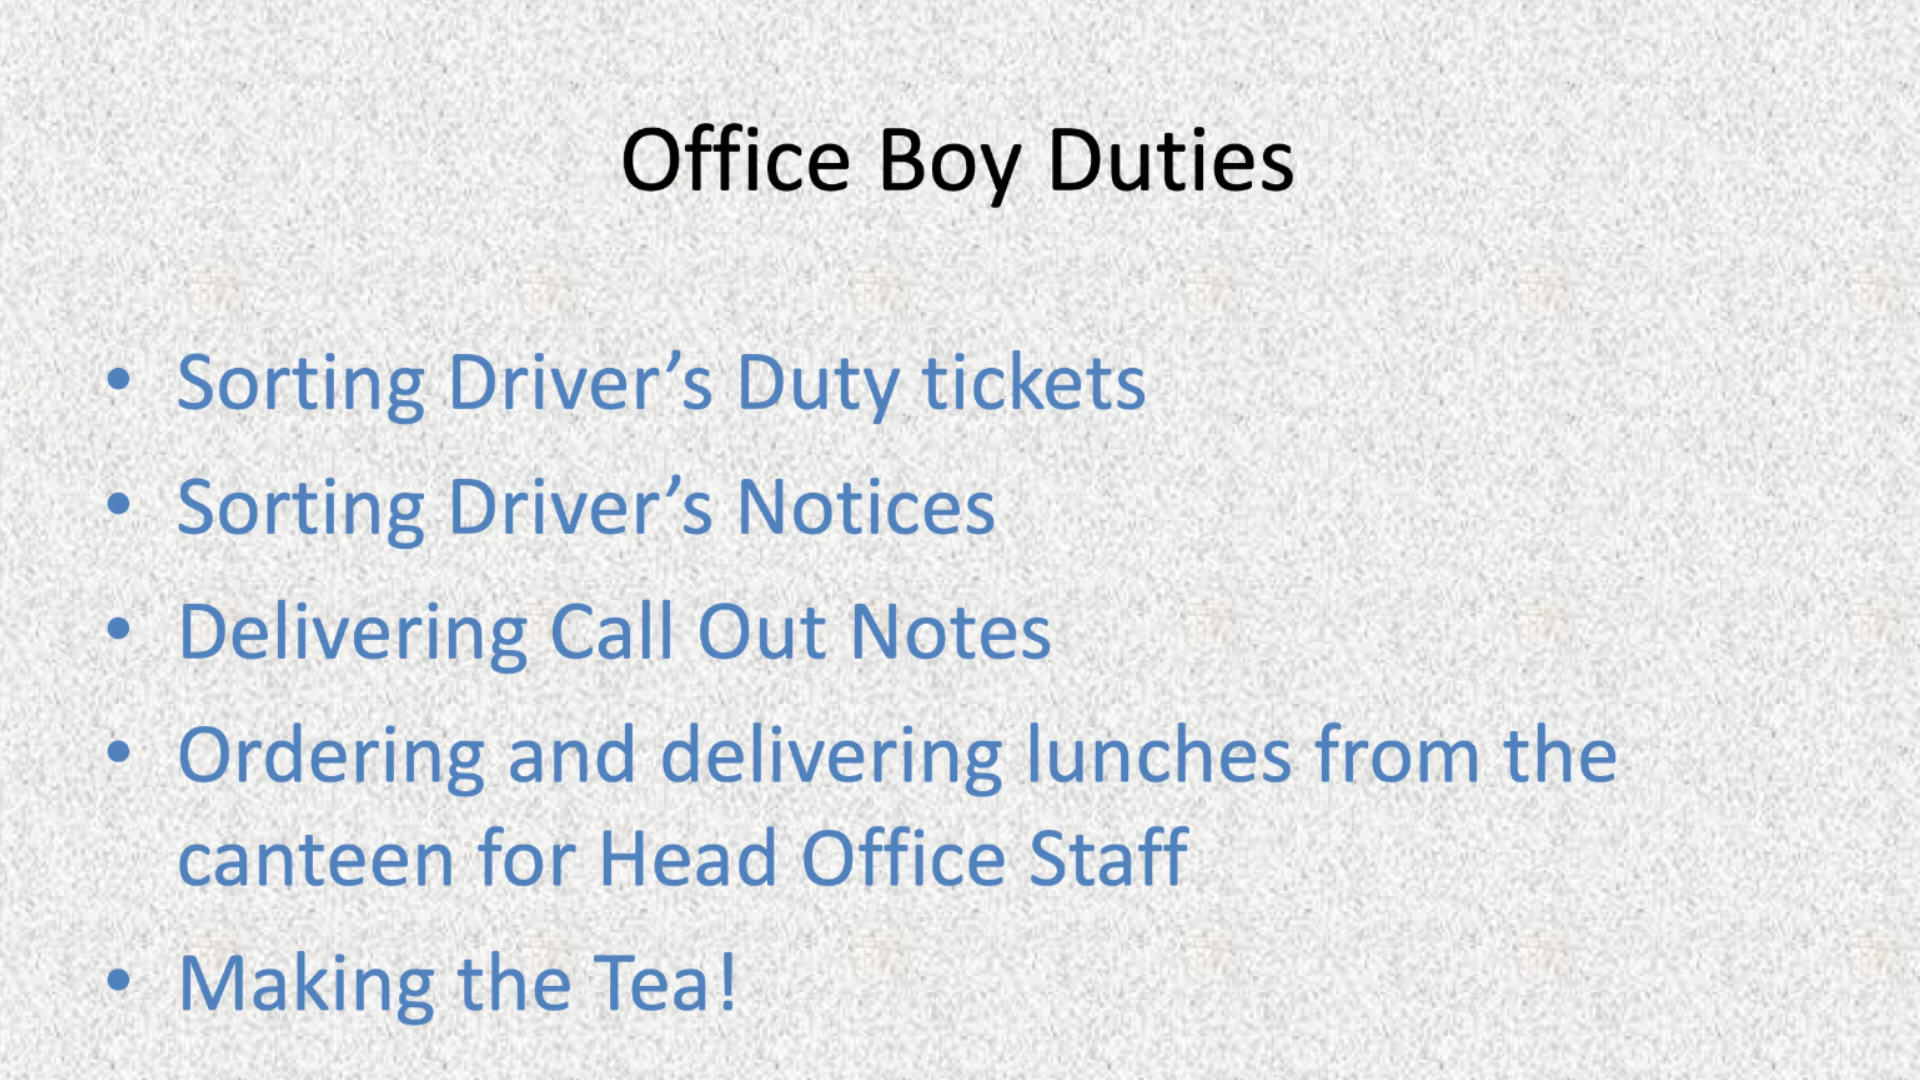 Office Boy Duties
• Sorting Driver’s Duty tickets
• Sorting Driver’s Notices
• Delivering Call Out Notes
• Ordering and delivering lunches from the
canteen for Head Office Staff
• Making the Tea!